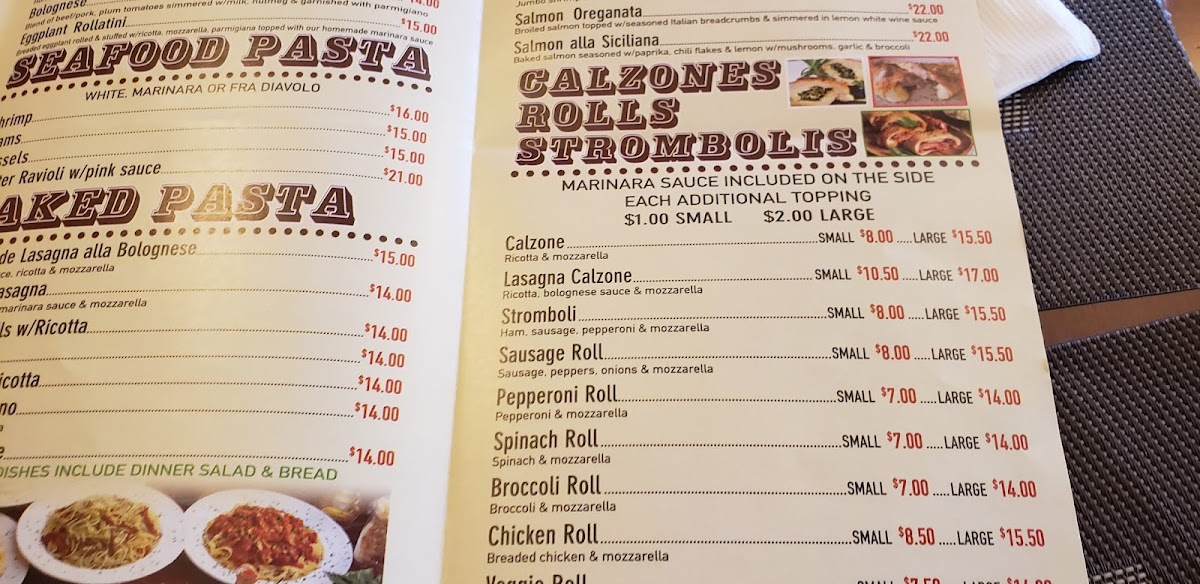 Bolognese
Blend of beef/pork, plum tomatoes simmered w/milk, nutmeg & garnished with parmigiano
Eggplant Rollatini $15.00
Breaded eggplant rolled & stuffed w/ricotta, mozzarella, parmigiana topped with our homemade marinara sauce
SEAFOOD PASTA
WHITE, MARINARA OR FRA DIAVOLO
hrimp $16.00
ams $15.00
ssels $15.00
ter Ravioli w/pink sauce $21.00
AKED PASTA
de Lasagna alla Bolognese $15.00
ce, ricotta & mozzarella
asagna $14.00
marinara sauce & mozzarella
ls w/Ricotta $14.00
$14.00
icotta $14.00
no $14.00
a
e $14.00
DISHES INCLUDE DINNER SALAD & BREAD
Jumbo shrimp
Salmon Oreganata $22.00
Broiled salmon topped w/seasoned Italian breadcrumbs & simmered in lemon white wine sauce
Salmon alla Siciliana $22.00
Baked salmon seasoned w/paprika, chili flakes & lemon w/mushrooms, garlic & broccoli
CALZONES
ROLLS
STROMBOLIS
MARINARA SAUCE INCLUDED ON THE SIDE
EACH ADDITIONAL TOPPING
$1.00 SMALL $2.00 LARGE
Calzone SMALL $8.00 .....LARGE $15.50
Ricotta & mozzarella
Lasagna Calzone SMALL $10.50 .....LARGE $17.00
Ricotta, bolognese sauce & mozzarella
Stromboli SMALL $8.00 .....LARGE $15.50
Ham, sausage, pepperoni & mozzarella
Sausage Roll SMALL $8.00 .....LARGE $15.50
Sausage, peppers, onions & mozzarella
Pepperoni Roll SMALL $7.00 .....LARGE $14.00
Pepperoni & mozzarella
Spinach Roll SMALL $7.00 .....LARGE $14.00
Spinach & mozzarella
Broccoli Roll SMALL $7.00 .....LARGE $14.00
Broccoli & mozzarella
Chicken Roll SMALL $8.50 .....LARGE $15.50
Breaded chicken & mozzarella
Veggie Roll SMALL $7.50 .....LARGE $14.00